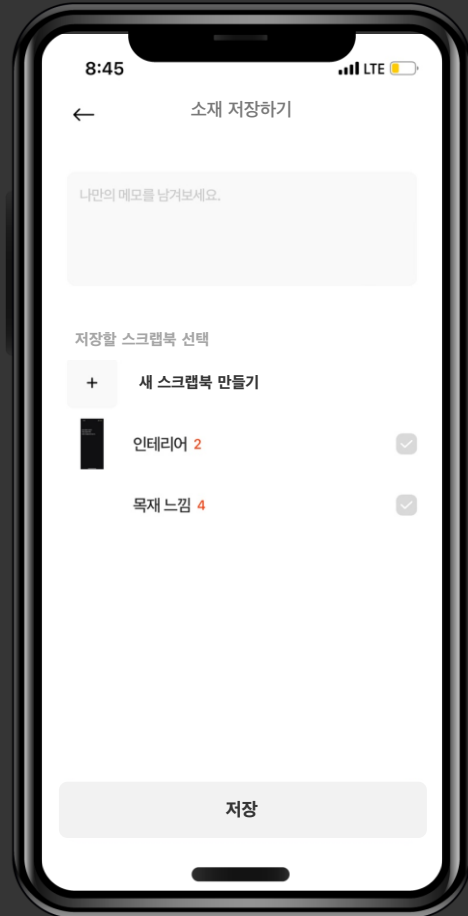 8:45 LTE
소재 저장하기
나만의 메모를 남겨보세요.
저장할 스크랩북 선택
+ 새 스크랩북 만들기
인테리어 2
목재 느낌 4
저장